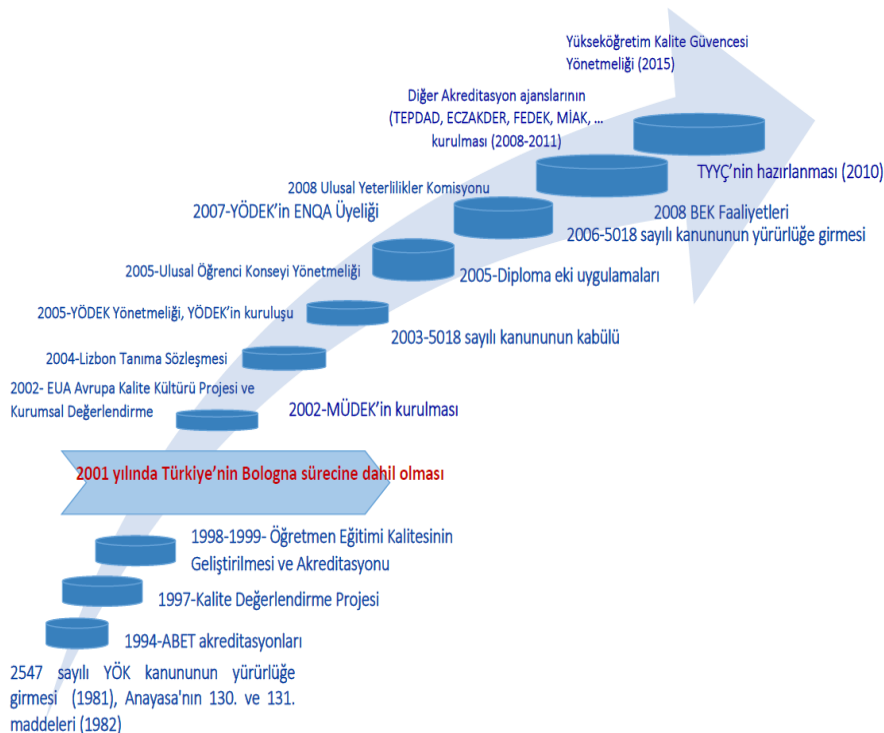 Yükseköğretim Kalite Güvencesi
Yönetmeliği (2015)
Diğer Akreditasyon ajanslarının
(TEPDAD, ECZAKDER, FEDEK, MİAK, ...
kurulması (2008-2011)
TYYÇ’nin hazırlanması (2010)
2008 Ulusal Yeterlilikler Komisyonu
2007-YÖDEK’in ENQA Üyeliği
2008 BEK Faaliyetleri
2006-5018 sayılı kanununun yürürlüğe girmesi
2005-Ulusal Öğrenci Konseyi Yönetmeliği
2005-Diploma eki uygulamaları
2005-YÖDEK Yönetmeliği, YÖDEK’in kuruluşu
2003-5018 sayılı kanununun kabülü
2004-Lizbon Tanıma Sözleşmesi
2002- EUA Avrupa Kalite Kültürü Projesi ve
Kurumsal Değerlendirme
2002-MÜDEK’in kurulması
2001 yılında Türkiye’nin Bologna sürecine dahil olması
1998-1999- Öğretmen Eğitimi Kalitesinin
Geliştirilmesi ve Akreditasyonu
1997-Kalite Değerlendirme Projesi
1994-ABET akreditasyonları
2547 sayılı YÖK kanununun yürürlüğe
girmesi (1981), Anayasa'nın 130. ve 131.
maddeleri (1982)